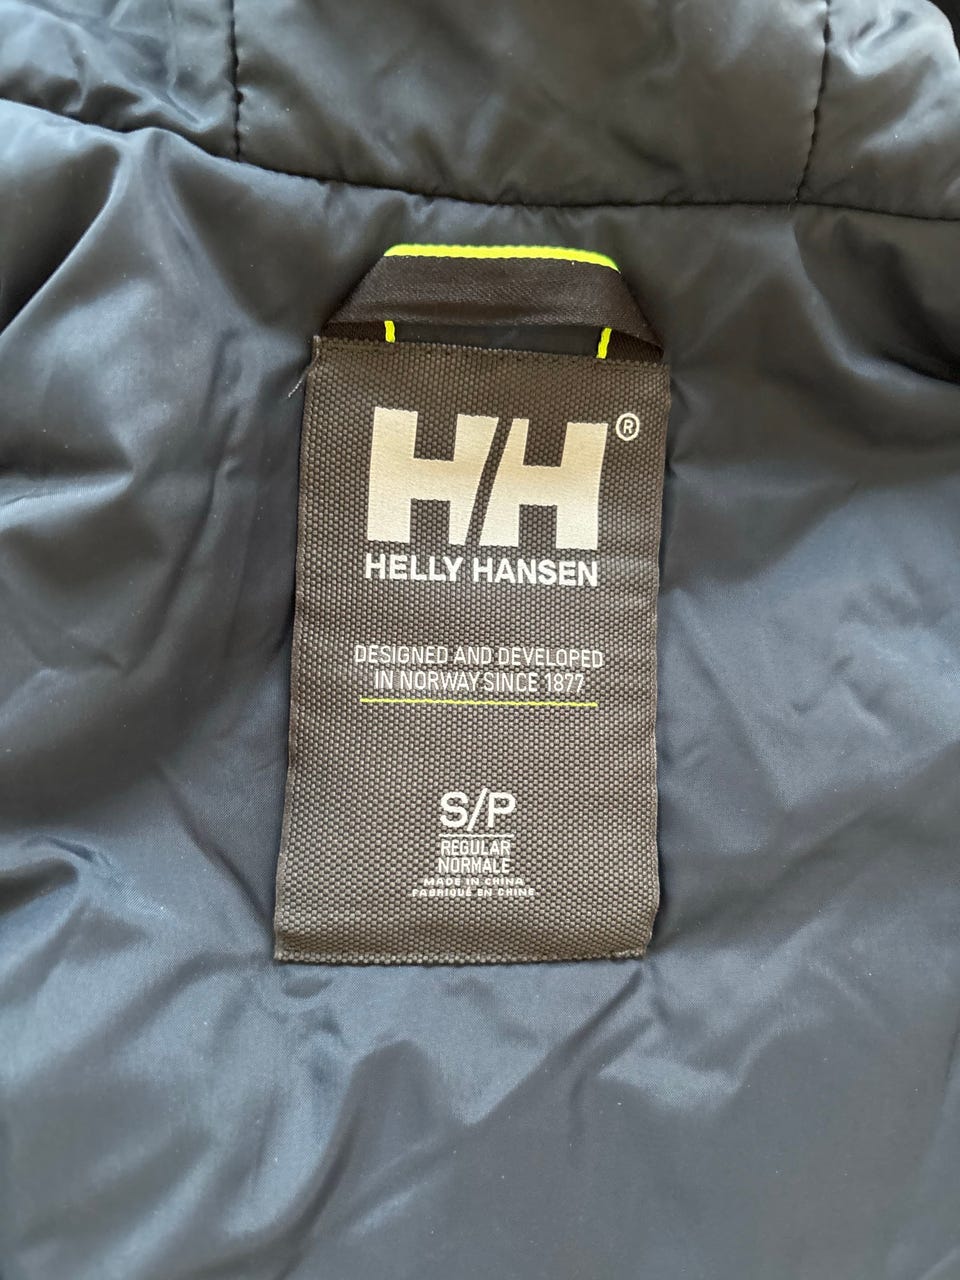 HH®
HELLY HANSEN
DESIGNED AND DEVELOPED
IN NORWAY SINCE 1877
S/P
REGULAR
NORMALE
MADE IN CHINA
FABRIQUÉ EN CHINE